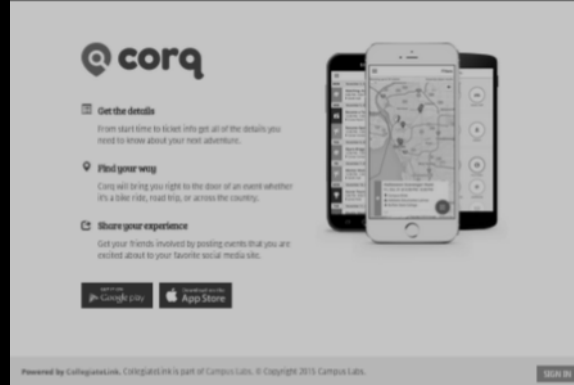 corq
Get the details
From start time to ticket info get all of the details you
need to know about your next adventure.
Find your way
Corq will bring you right to the door of an event whether
it's a bike ride, road trip, or across the country.
Share your experience
Get your friends involved by posting events that you are
excited about to your favorite social media site.
Google play
App Store
Powered by CollegiateLink. CollegiateLink is part of Campus Labs. © Copyright 2015 Campus Labs.
SIGN IN